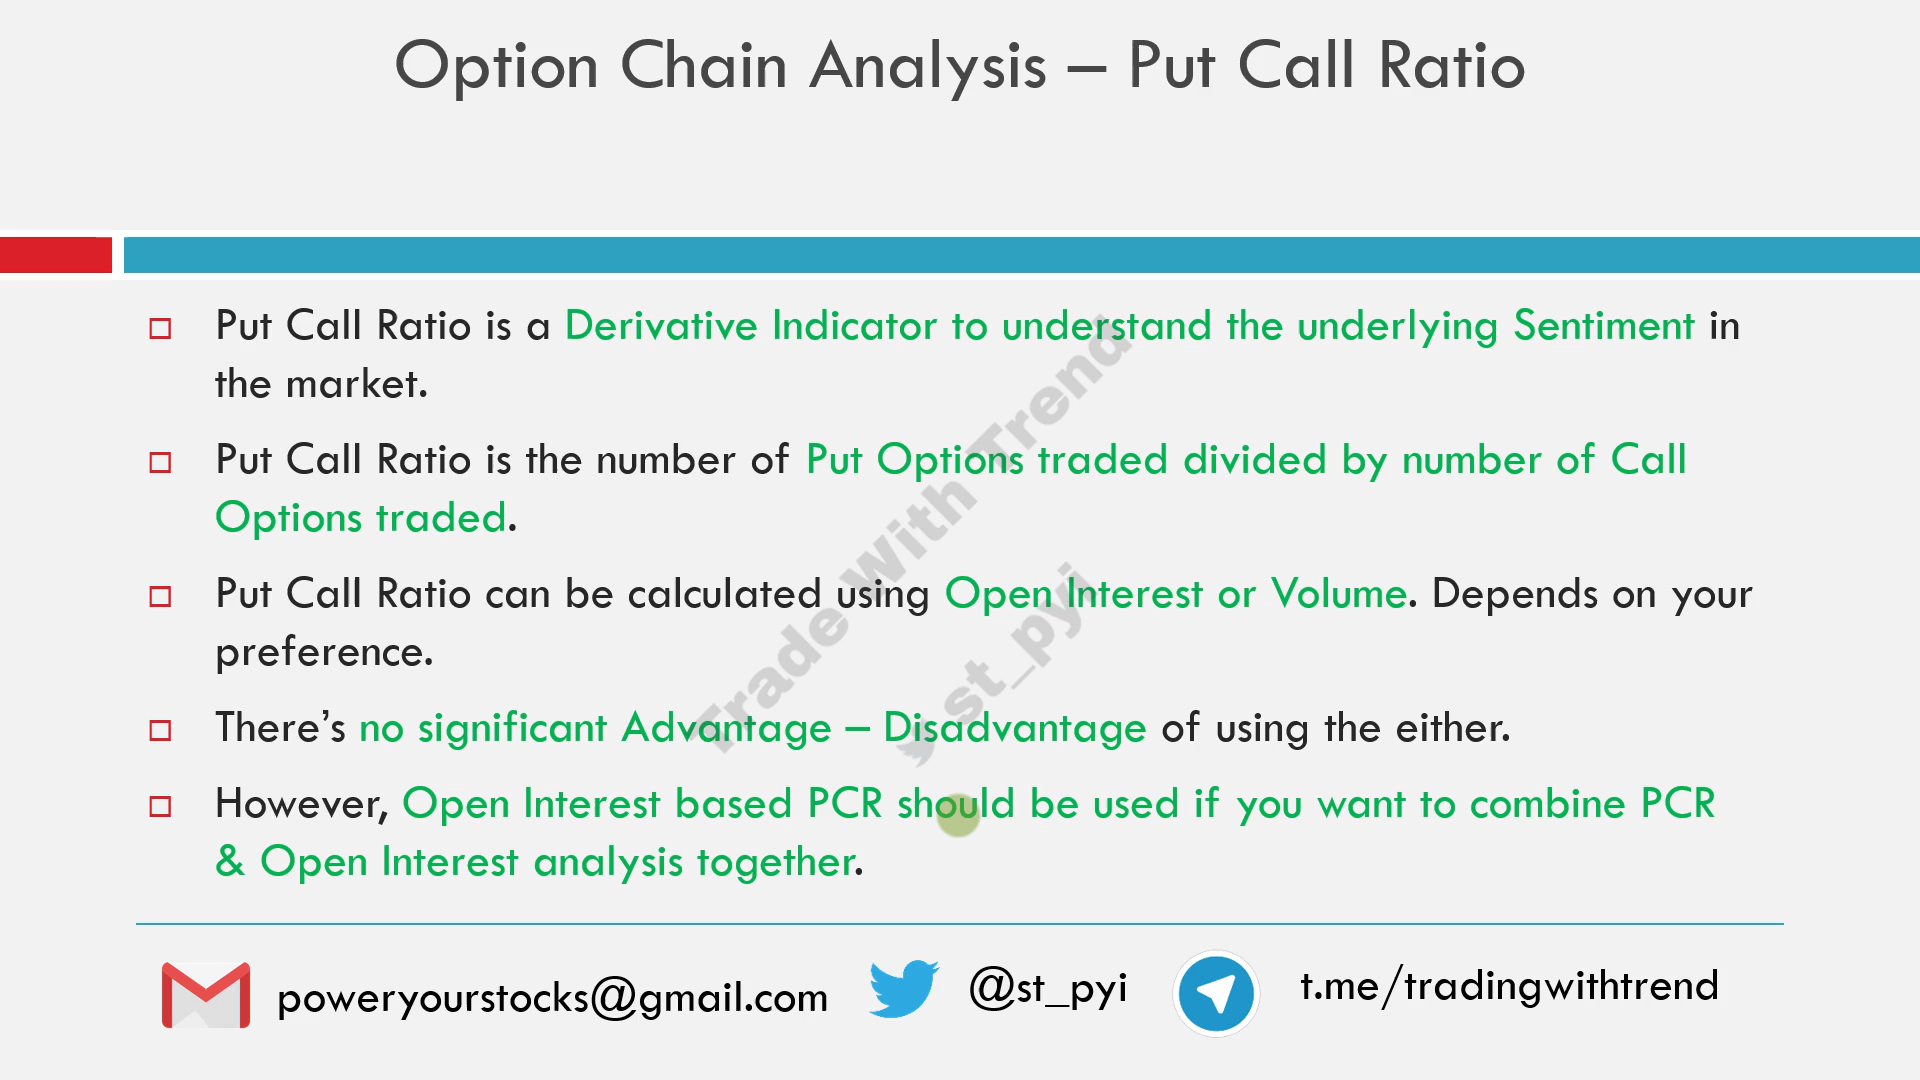 Option Chain Analysis – Put Call Ratio
Put Call Ratio is a Derivative Indicator to understand the underlying Sentiment in
the market.
Put Call Ratio is the number of Put Options traded divided by number of Call
Options traded.
Put Call Ratio can be calculated using Open Interest or Volume. Depends on your
preference.
There’s no significant Advantage – Disadvantage of using the either.
However, Open Interest based PCR should be used if you want to combine PCR
& Open Interest analysis together.
Trade With Trend
st_pyi
poweryourstocks@gmail.com
@st_pyi
t.me/tradingwithtrend